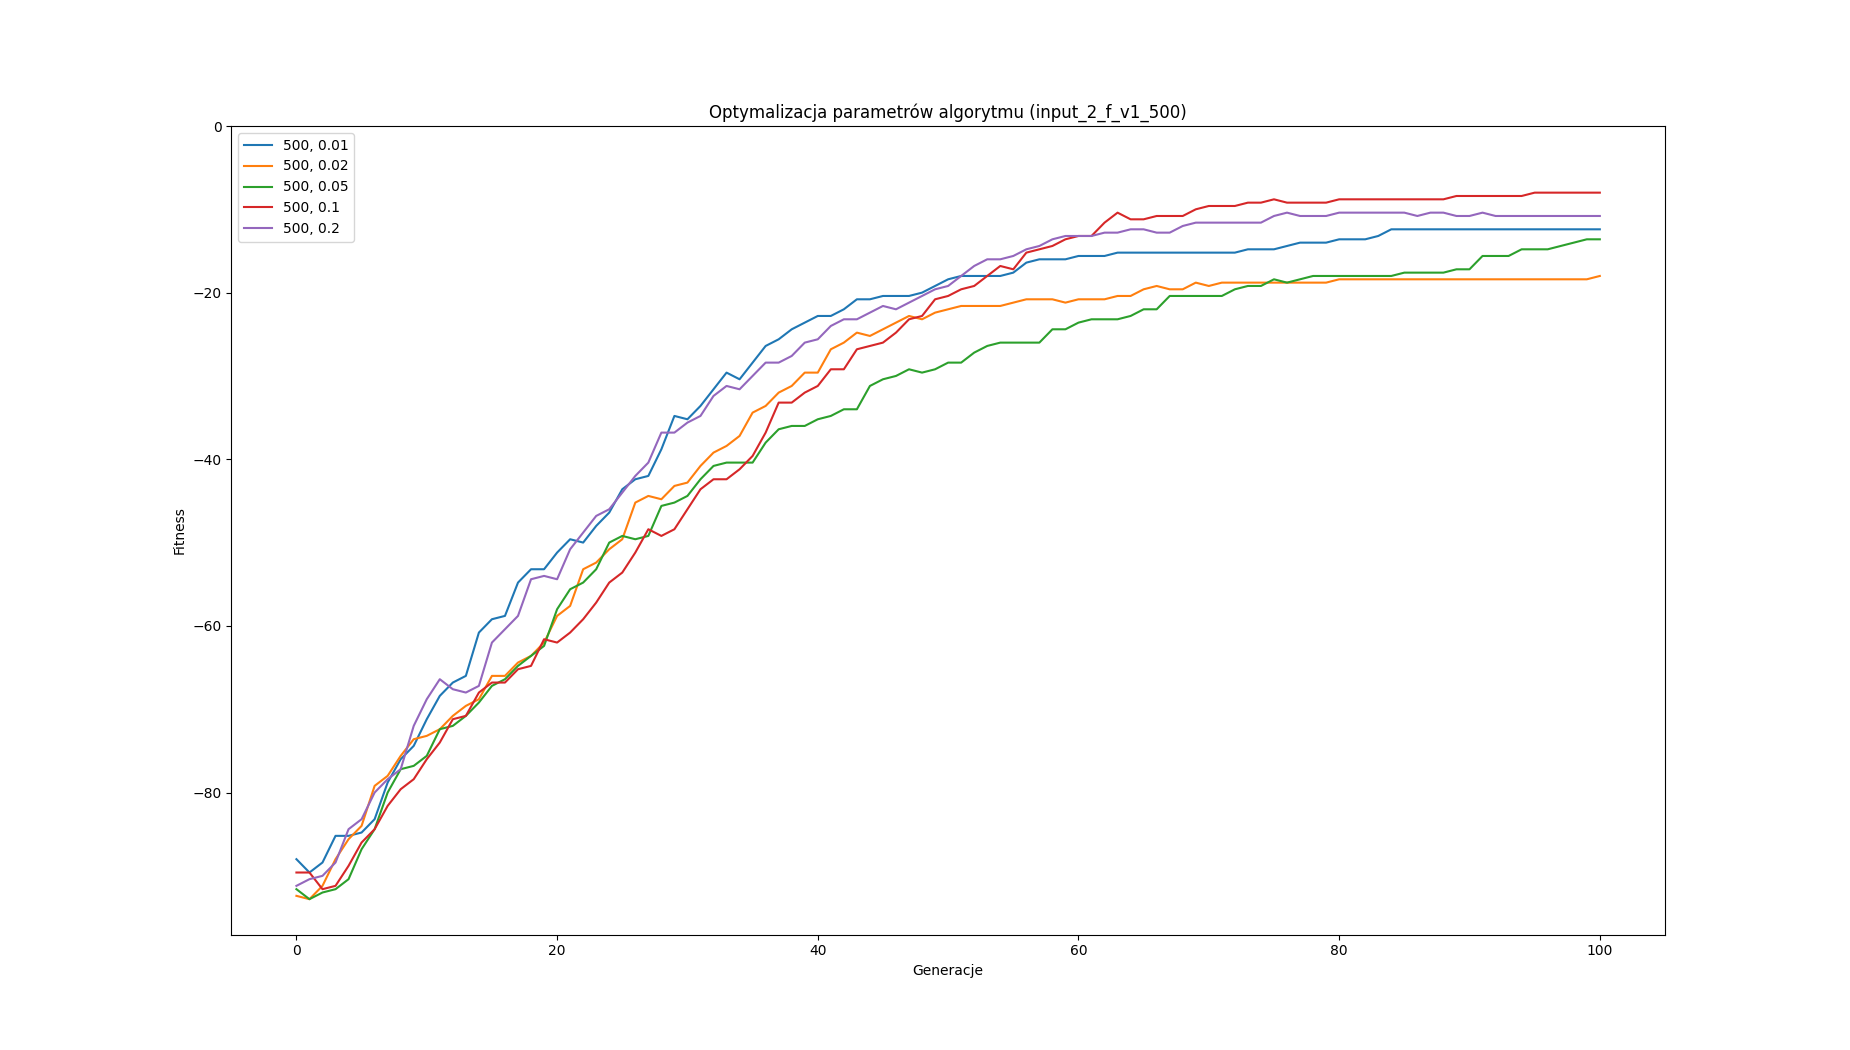 Optymalizacja parametrów algorytmu (input_2_f_v1_500)
500, 0.01
500, 0.02
500, 0.05
500, 0.1
500, 0.2
0
−20
−40
−60
−80
Fitness
0 20 40 60 80 100
Generacje